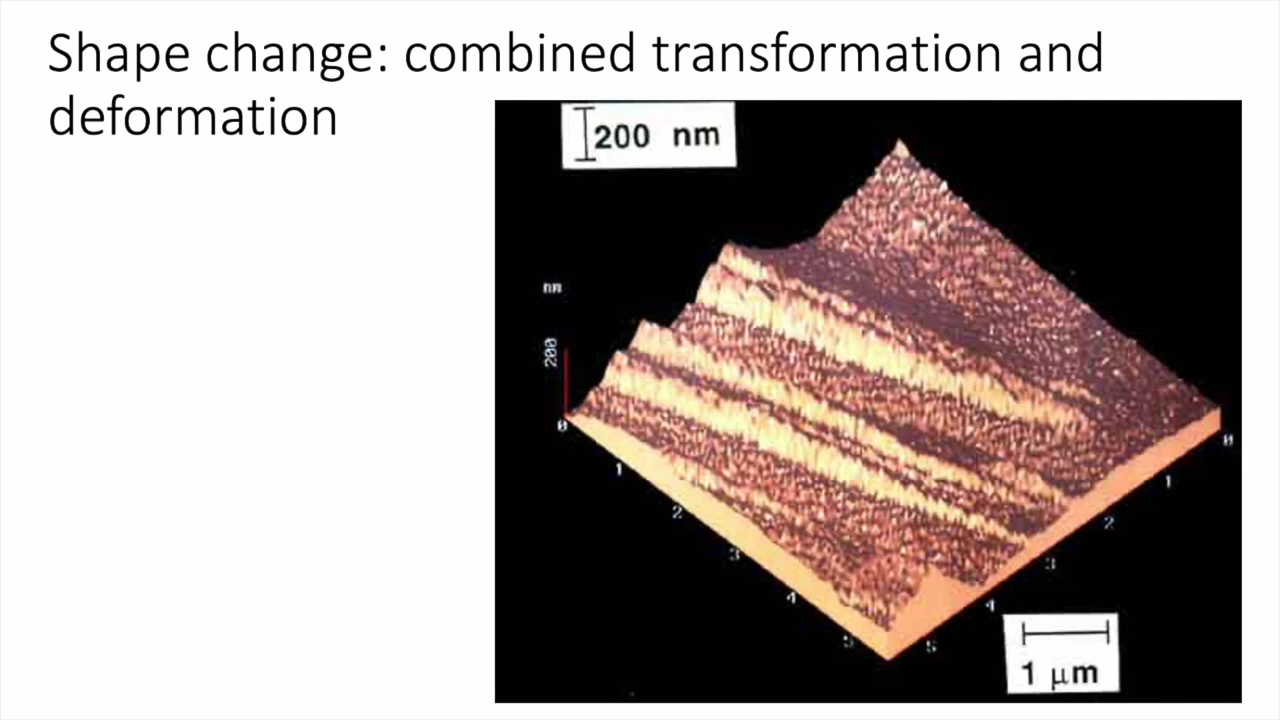 Shape change: combined transformation and
deformation
200 nm
nm
200
0
1
2
3
4
5
0
1
2
3
4
5
1 μm